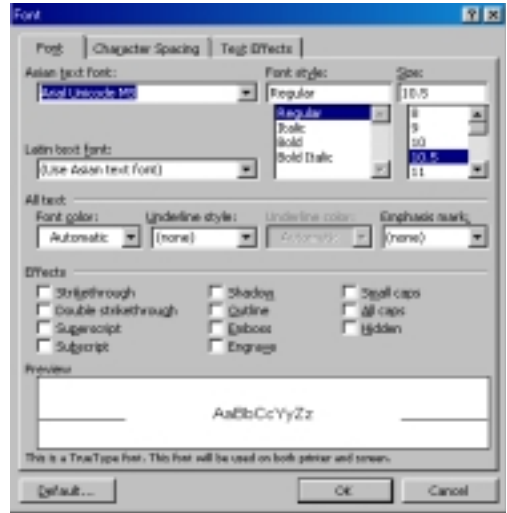 Font
Font Character Spacing Text Effects
Asian text font: Font style: Size:
Arial Unicode MS Regular 10.5
Regular 8
Italic 9
Bold 10
Bold Italic 10.5
11
Latin text font:
(Use Asian text font)
All text
Font color: Underline style: Underline color: Emphasis mark:
Automatic (none) Automatic (none)
Effects
Strikethrough Shadow Small caps
Double strikethrough Outline All caps
Superscript Emboss Hidden
Subscript Engrave
Preview
AaBbCcYyZz
This is a TrueType font. This font will be used on both printer and screen.
Default... OK Cancel